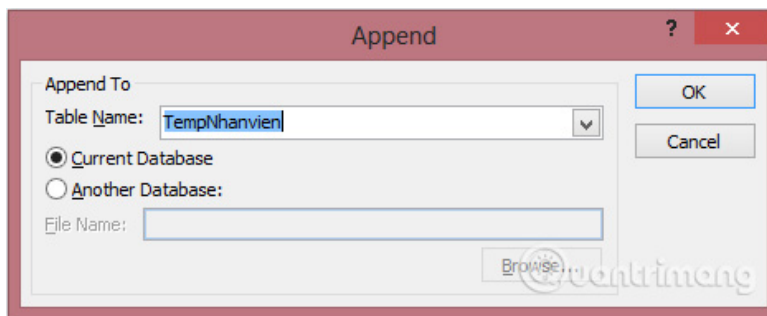 Append
?
×
Append To
OK
Table Name: TempNhanvien
Cancel
Current Database
Another Database:
File Name:
Browse...
Quantrimang